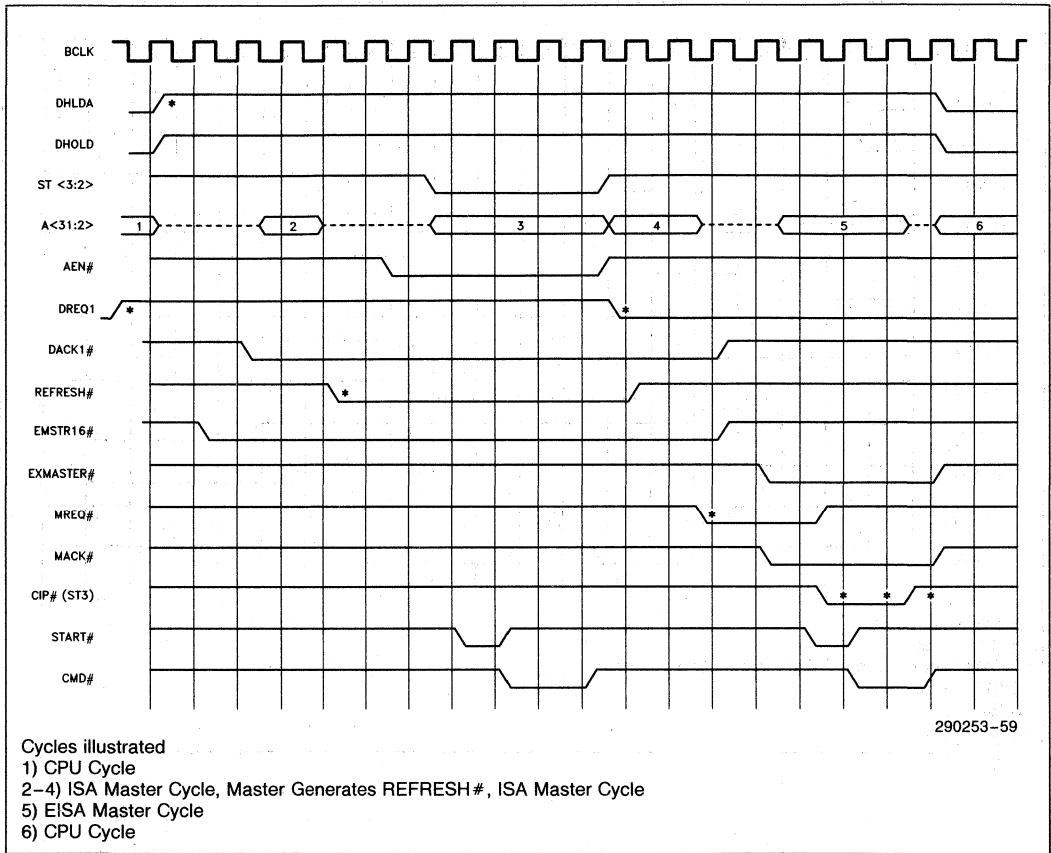 BCLK
DHLDA
*
DHOLD
ST <3:2>
A<31:2>
1 2 3 4 5 6
AEN#
DREQ1
* *
DACK1#
REFRESH#
*
EMSTR16#
EXMASTER#
MREQ#
*
MACK#
CIP# (ST3)
* * *
START#
CMD#
290253–59
Cycles illustrated
1) CPU Cycle
2–4) ISA Master Cycle, Master Generates REFRESH#, ISA Master Cycle
5) EISA Master Cycle
6) CPU Cycle